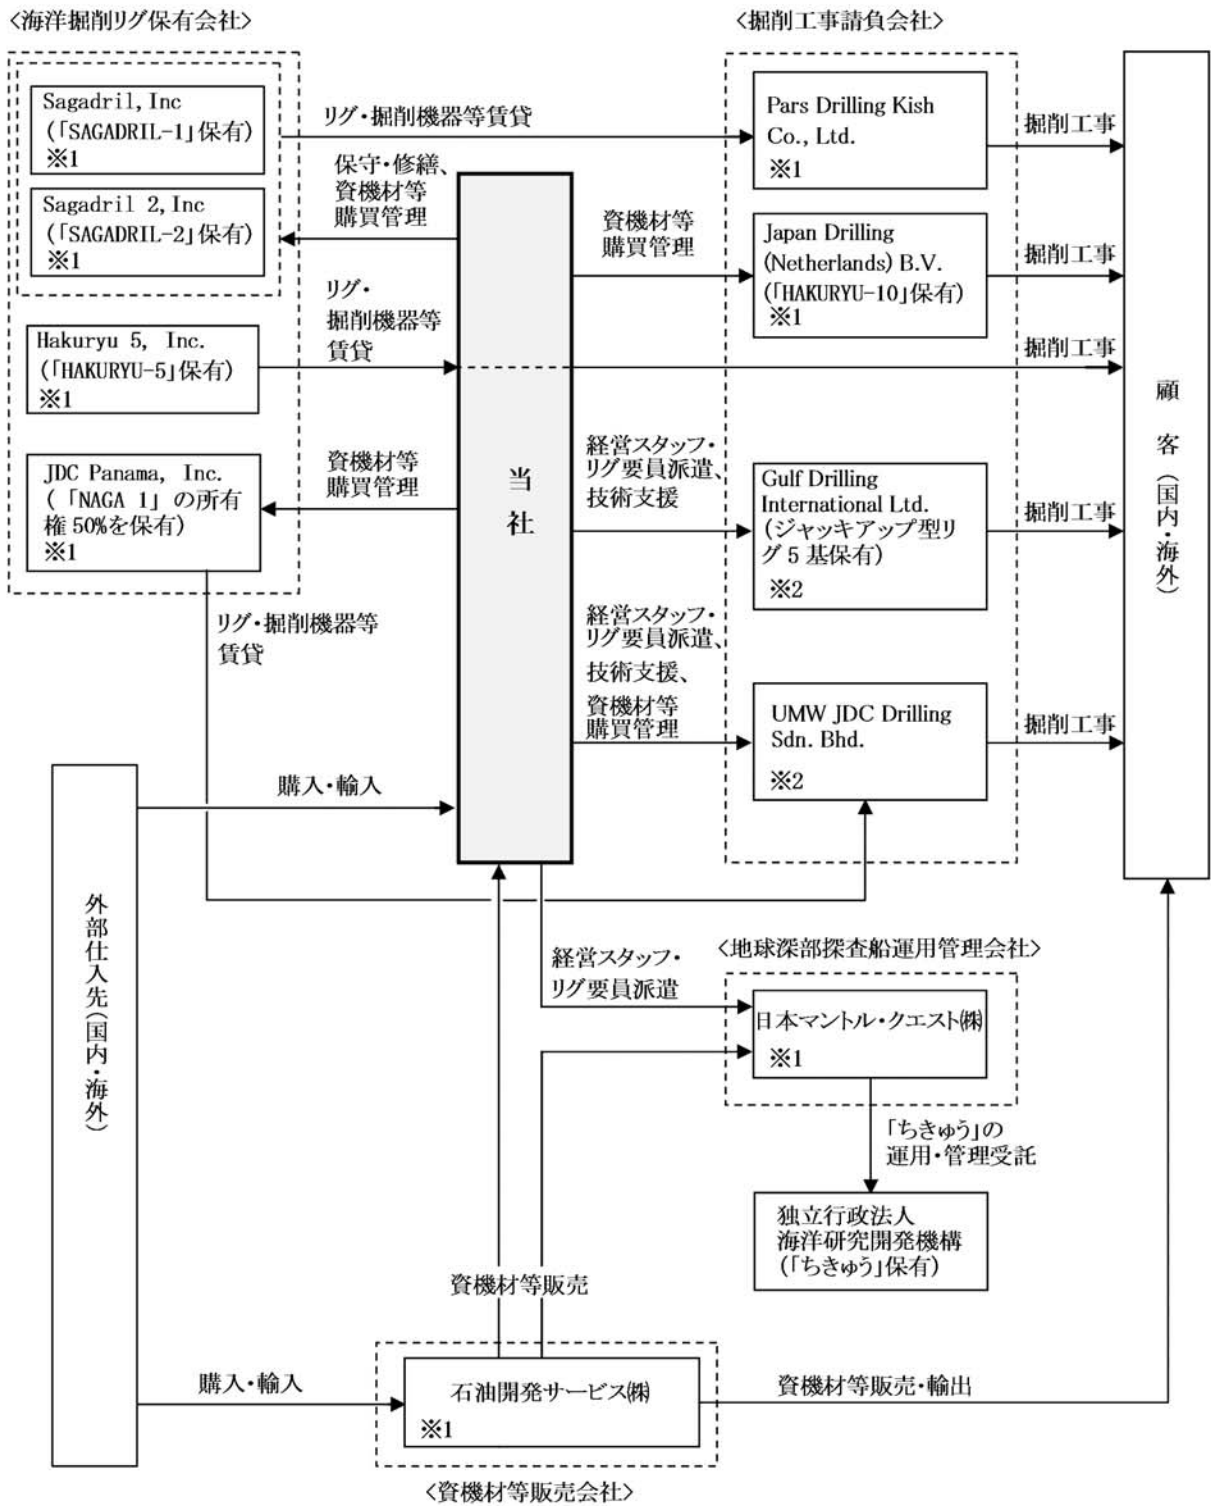 <海洋掘削リグ保有会社>
Sagadril, Inc
(「SAGADRIL-1」保有)
※1
Sagadril 2, Inc
(「SAGADRIL-2」保有)
※1
Hakuryu 5, Inc.
(「HAKURYU-5」保有)
※1
JDC Panama, Inc.
(「NAGA 1」の所有
権50%を保有)
※1
リグ・掘削機器等賃貸
保守・修繕、
資機材等
購買管理
リグ・
掘削機器等
賃貸
資機材等
購買管理
リグ・掘削機器等
賃貸
当社
資機材等
購買管理
経営スタッフ・
リグ要員派遣、
技術支援
経営スタッフ・
リグ要員派遣、
技術支援、
資機材等
購買管理
<掘削工事請負会社>
Pars Drilling Kish
Co., Ltd.
※1
Japan Drilling
(Netherlands) B.V.
(「HAKURYU-10」保有)
※1
Gulf Drilling
International Ltd.
(ジャッキアップ型リ
グ5基保有)
※2
UMW JDC Drilling
Sdn. Bhd.
※2
掘削工事
掘削工事
掘削工事
掘削工事
掘削工事
顧客(国内・海外)
外部仕入先(国内・海外)
購入・輸入
経営スタッフ・
リグ要員派遣
<地球深部探査船運用管理会社>
日本マントル・クエスト㈱
※1
「ちきゅう」の
運用・管理受託
独立行政法人
海洋研究開発機構
(「ちきゅう」保有)
資機材等販売
購入・輸入
石油開発サービス㈱
※1
資機材等販売・輸出
<資機材等販売会社>